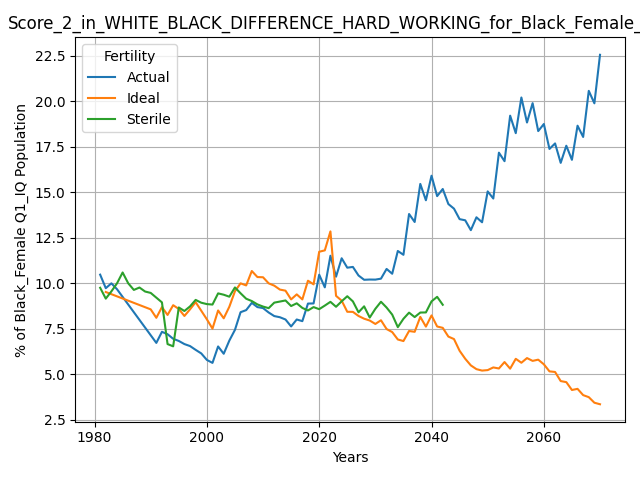 Score_2_in_WHITE_BLACK_DIFFERENCE_HARD_WORKING_for_Black_Female_
Fertility
Actual
Ideal
Sterile
% of Black_Female Q1_IQ Population
22.5
20.0
17.5
15.0
12.5
10.0
7.5
5.0
2.5
1980
2000
2020
2040
2060
Years